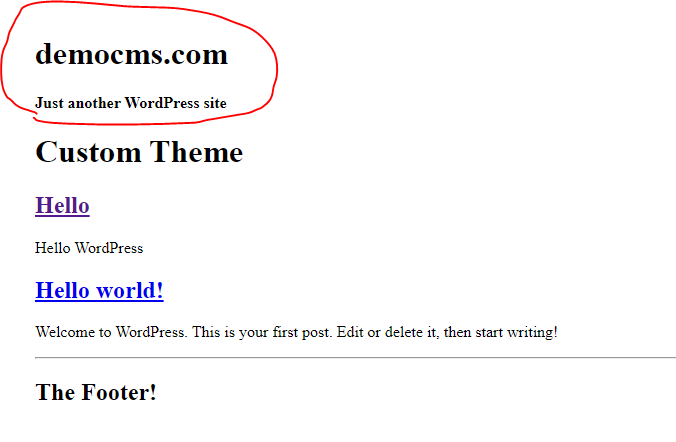 democms.com
Just another WordPress site
Custom Theme
Hello
Hello WordPress
Hello world!
Welcome to WordPress. This is your first post. Edit or delete it, then start writing!
The Footer!